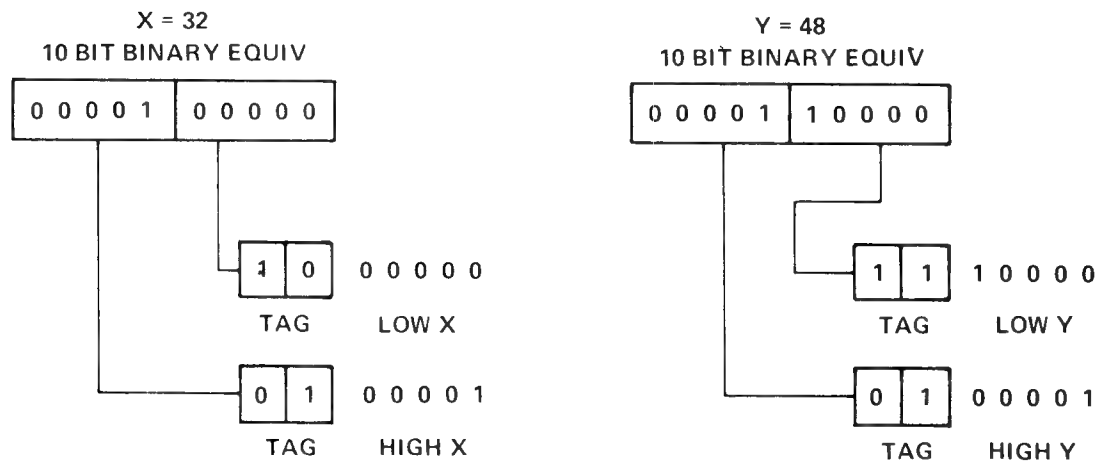 X = 32
10 BIT BINARY EQUIV
0 0 0 0 1 0 0 0 0 0
1 0 0 0 0 0 0
TAG LOW X
0 1 0 0 0 0 1
TAG HIGH X
Y = 48
10 BIT BINARY EQUIV
0 0 0 0 1 1 0 0 0 0
1 1 1 0 0 0 0
TAG LOW Y
0 1 0 0 0 0 1
TAG HIGH Y